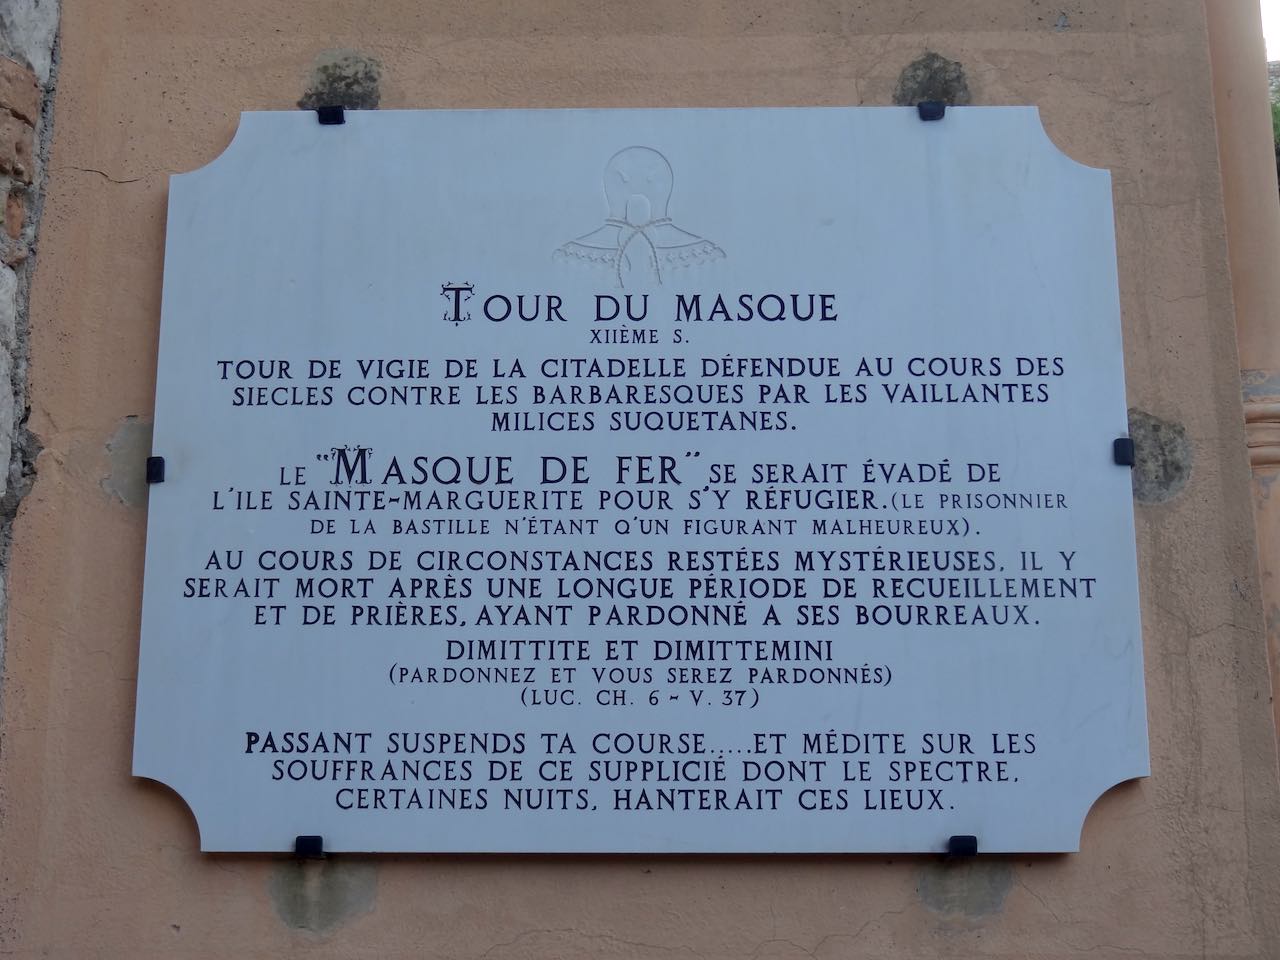 TOUR DU MASQUE
XIIÈME S.
TOUR DE VIGIE DE LA CITADELLE DÉFENDUE AU COURS DES
SIECLES CONTRE LES BARBARESQUES PAR LES VAILLANTES
MILICES SUQUETANES.
LE "MASQUE DE FER" SE SERAIT ÉVADÉ DE
L'ILE SAINTE-MARGUERITE POUR S'Y RÉFUGIER.(LE PRISONNIER
DE LA BASTILLE N'ÉTANT QU'UN FIGURANT MALHEUREUX).
AU COURS DE CIRCONSTANCES RESTÉES MYSTÉRIEUSES, IL Y
SERAIT MORT APRÈS UNE LONGUE PÉRIODE DE RECUEILLEMENT
ET DE PRIÈRES, AYANT PARDONNÉ A SES BOURREAUX.
DIMITTITE ET DIMITTEMINI
(PARDONNEZ ET VOUS SEREZ PARDONNÉS)
(LUC. CH. 6 - V. 37)
PASSANT SUSPENDS TA COURSE.....ET MÉDITE SUR LES
SOUFFRANCES DE CE SUPPLICIÉ DONT LE SPECTRE,
CERTAINES NUITS, HANTERAIT CES LIEUX.